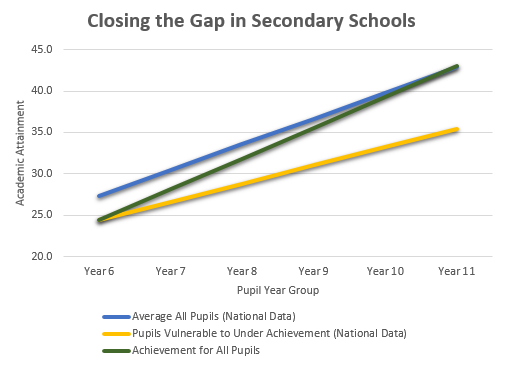 Closing the Gap in Secondary Schools
45.0
40.0
35.0
30.0
25.0
20.0
Academic Attainment
Year 6 Year 7 Year 8 Year 9 Year 10 Year 11
Pupil Year Group
Average All Pupils (National Data)
Pupils Vulnerable to Under Achievement (National Data)
Achievement for All Pupils